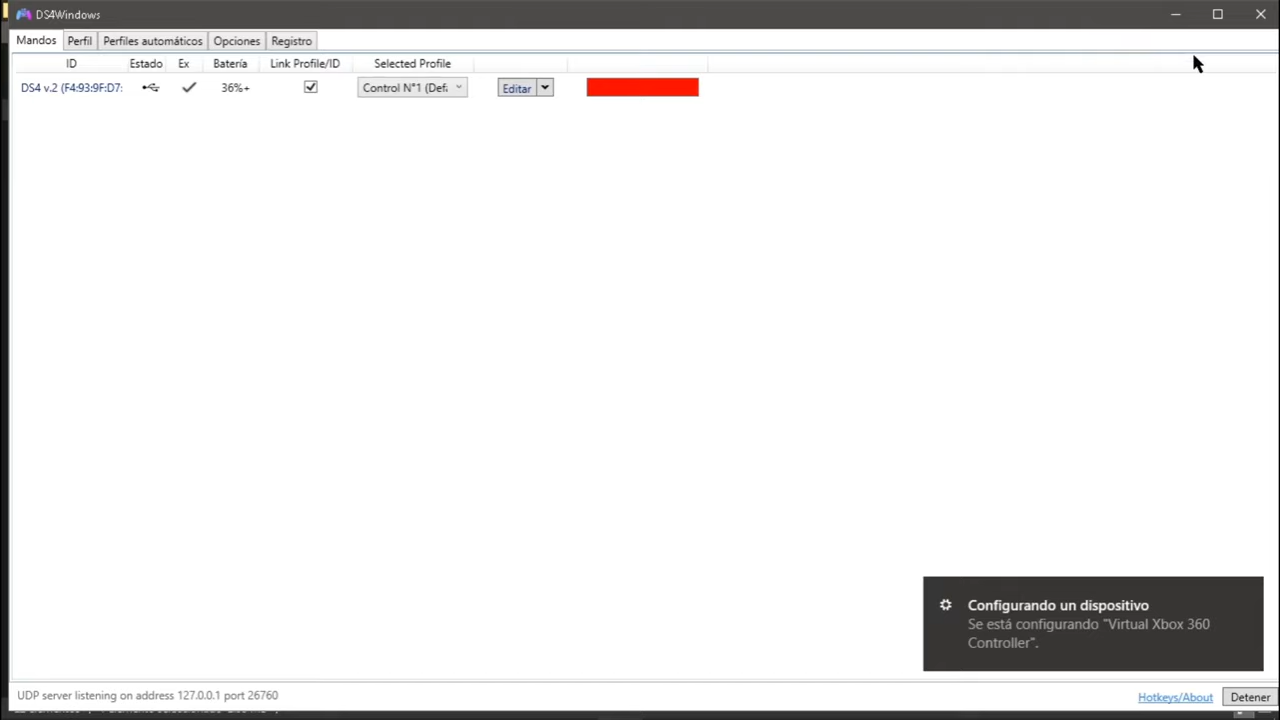 DS4Windows
Mandos Perfil Perfiles automáticos Opciones Registro
ID Estado Ex Batería Link Profile/ID Selected Profile
DS4 v.2 (F4:93:9F:D7: 36%+ Control N°1 (Def. Editar
Configurando un dispositivo
Se está configurando "Virtual Xbox 360
Controller".
UDP server listening on address 127.0.0.1 port 26760
Hotkeys/About Detener